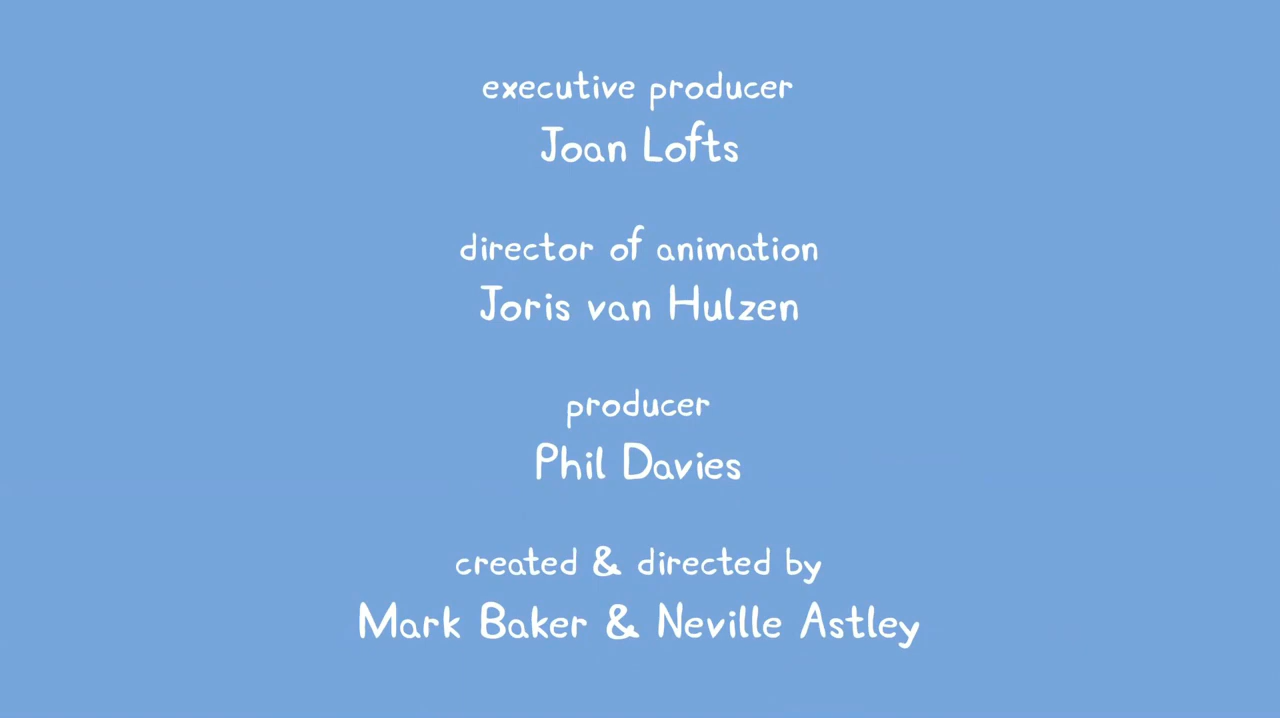 executive producer
Joan Lofts
director of animation
Joris van Hulzen
producer
Phil Davies
created & directed by
Mark Baker & Neville Astley